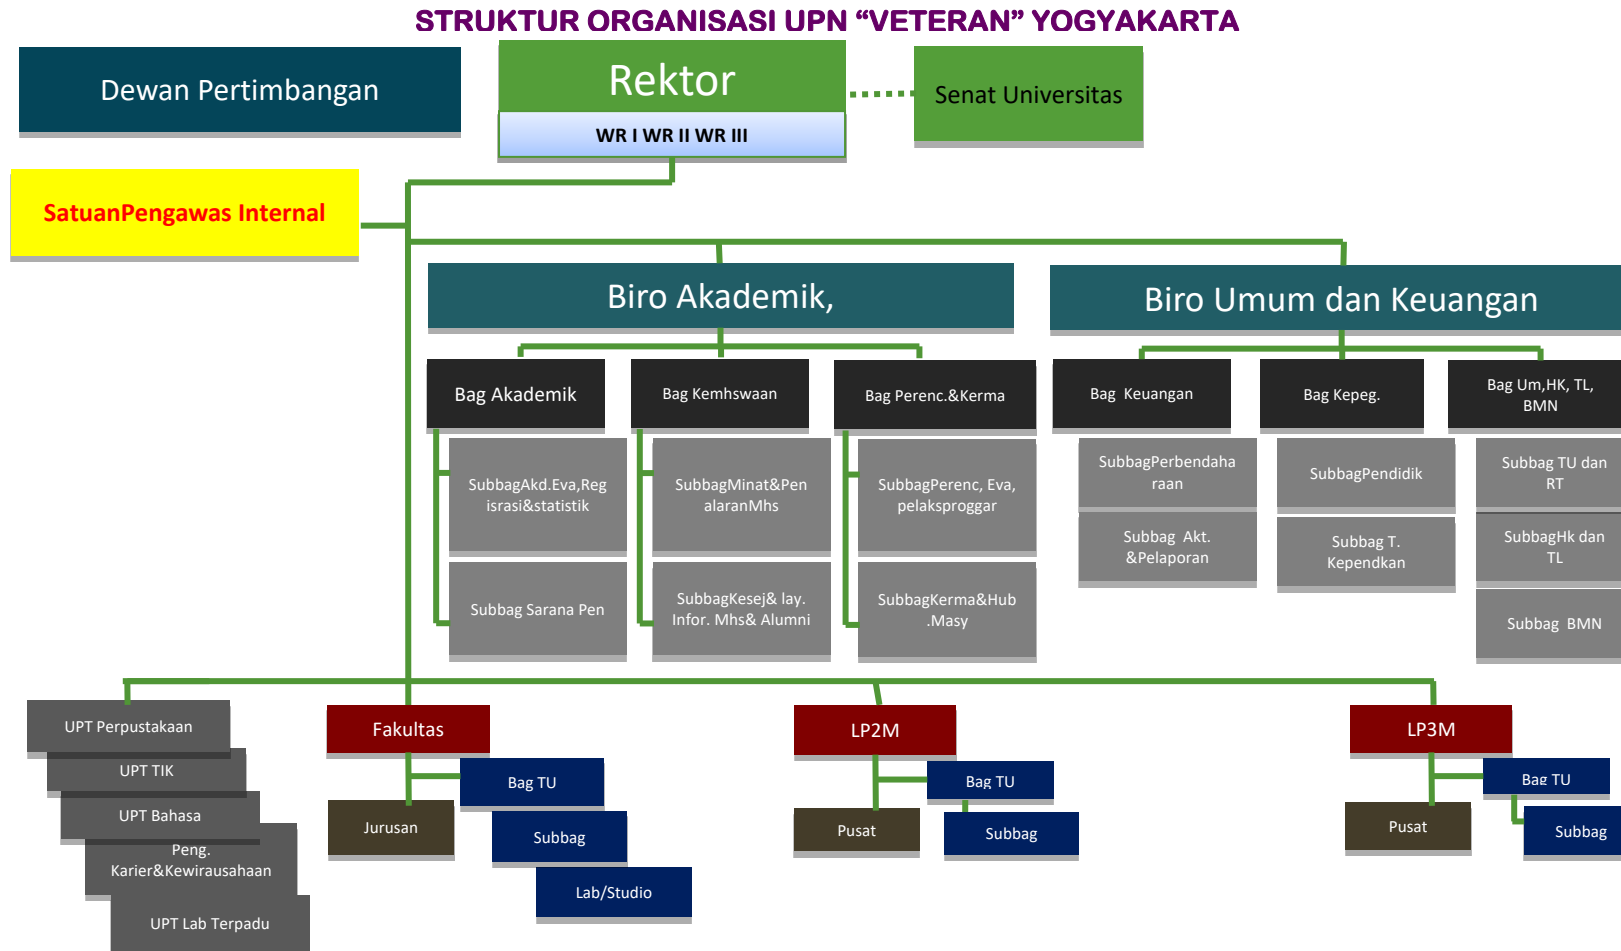 STRUKTUR ORGANISASI UPN “VETERAN” YOGYAKARTA
Dewan Pertimbangan
Rektor
WR I WR II WR III
Senat Universitas
SatuanPengawas Internal
Biro Akademik,
Biro Umum dan Keuangan
Bag Akademik
Bag Kemhswaan
Bag Perenc.&Kerma
Bag  Keuangan
Bag Kepeg.
Bag Um,HK, TL,
BMN
SubbagAkd.Eva,Reg
israsi&statistik
Subbag Sarana Pen
SubbagMinat&Pen
alaranMhs
SubbagKesej& lay.
Infor. Mhs& Alumni
SubbagPerenc, Eva,
pelaksproggar
SubbagKerma&Hub
.Masy
SubbagPerbendaha
raan
Subbag  Akt.
&Pelaporan
SubbagPendidik
Subbag T.
Kependkan
Subbag TU dan
RT
SubbagHk dan
TL
Subbag  BMN
UPT Perpustakaan
UPT TIK
UPT Bahasa
Peng.
Karier&Kewirausahaan
UPT Lab Terpadu
Fakultas
Bag TU
Jurusan
Subbag
Lab/Studio
LP2M
Bag TU
Pusat
Subbag
LP3M
Bag TU
Pusat
Subbag